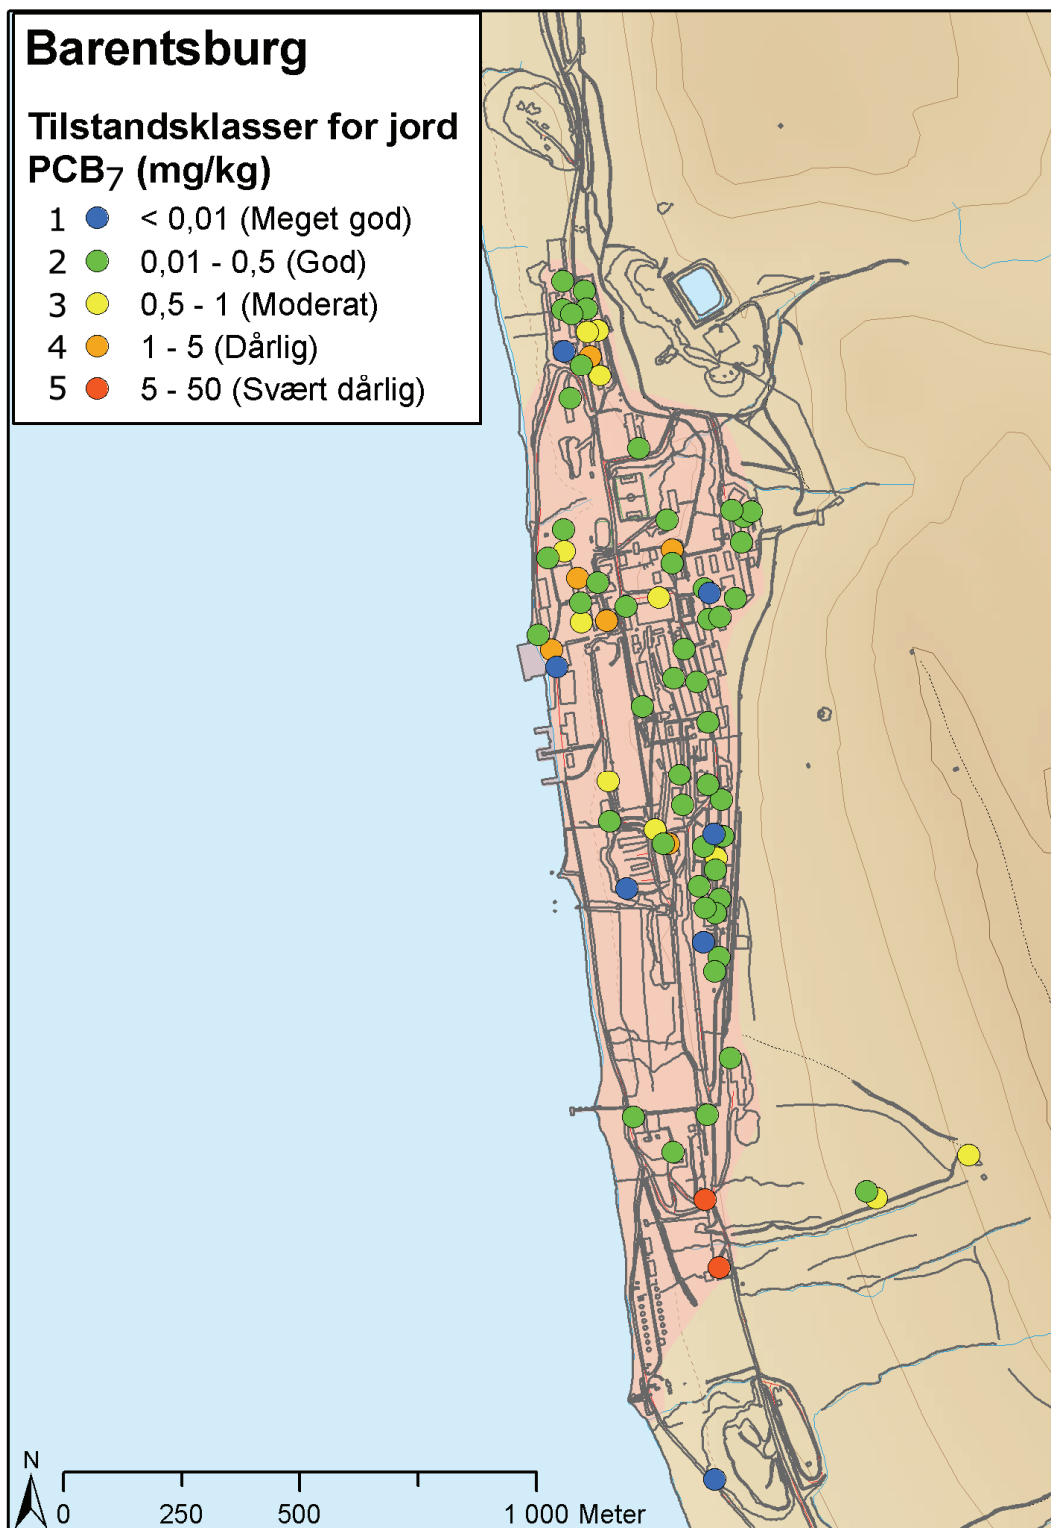 Barentsburg
Tilstandsklasser for jord
PCB7 (mg/kg)
1 < 0,01 (Meget god)
2 0,01 - 0,5 (God)
3 0,5 - 1 (Moderat)
4 1 - 5 (Dårlig)
5 5 - 50 (Svært dårlig)
N
0 250 500 1 000 Meter